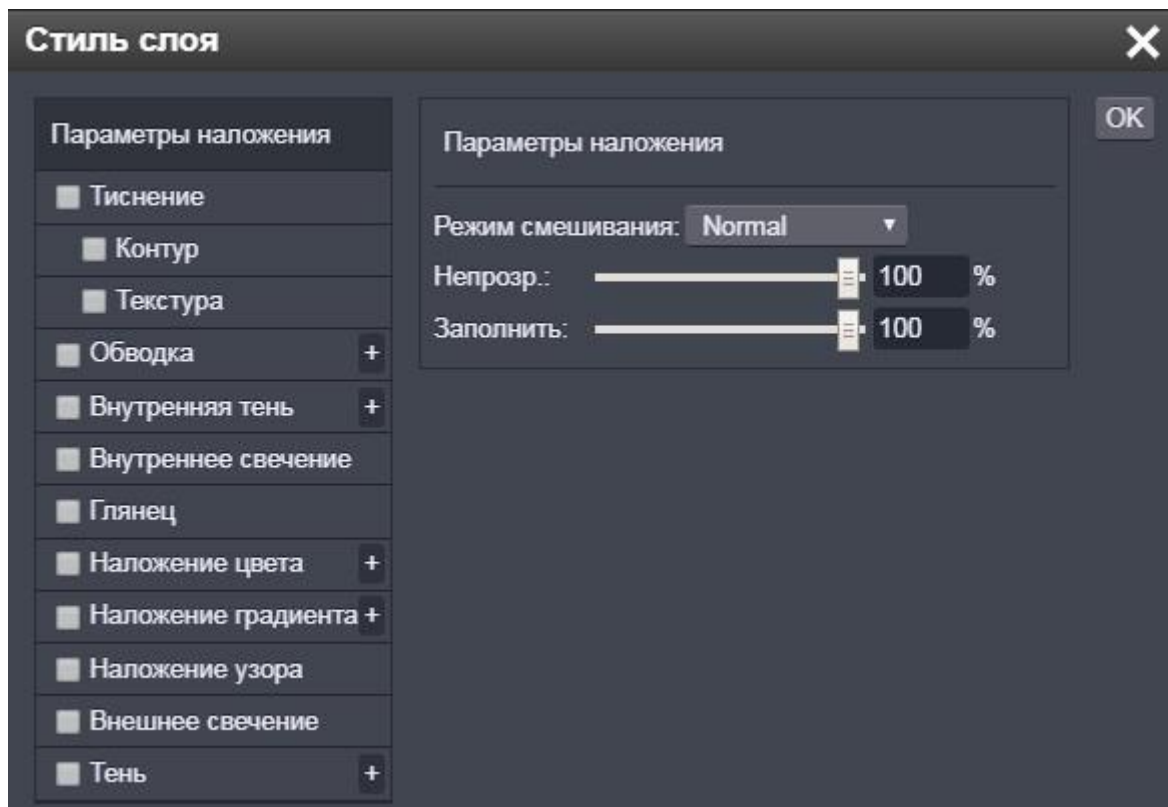 Стиль слоя
Параметры наложения
Тиснение
Контур
Текстура
Обводка +
Внутренняя тень +
Внутреннее свечение
Глянец
Наложение цвета +
Наложение градиента +
Наложение узора
Внешнее свечение
Тень +
Параметры наложения
Режим смешивания: Normal
Непрозр.: 100 %
Заполнить: 100 %
OK